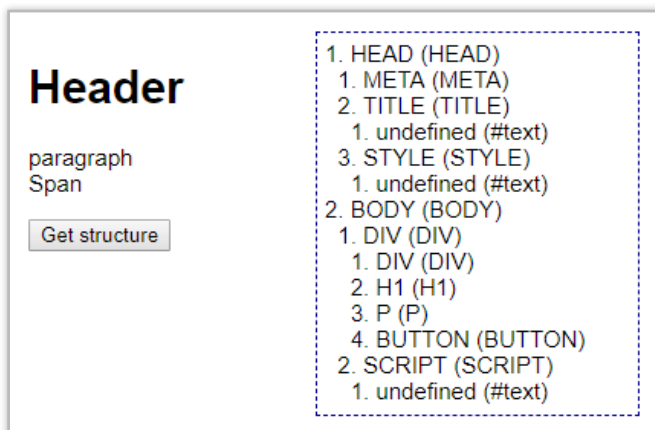 Header
paragraph
Span
Get structure
1. HEAD (HEAD)
1. META (META)
2. TITLE (TITLE)
1. undefined (#text)
3. STYLE (STYLE)
1. undefined (#text)
2. BODY (BODY)
1. DIV (DIV)
1. DIV (DIV)
2. H1 (H1)
3. P (P)
4. BUTTON (BUTTON)
2. SCRIPT (SCRIPT)
1. undefined (#text)